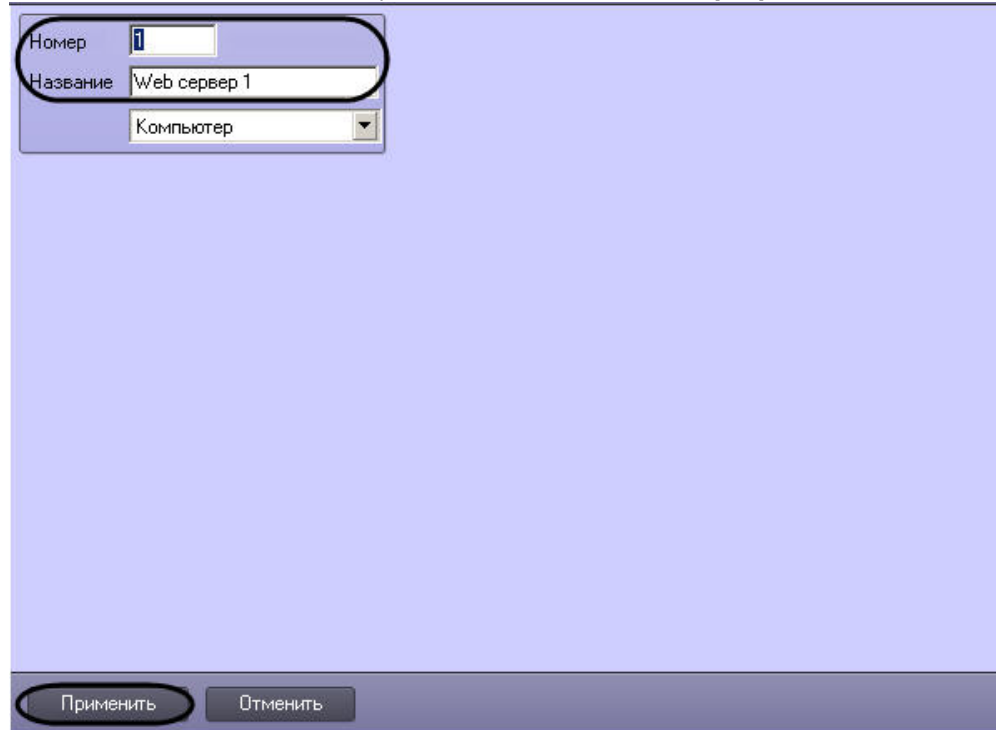 Номер 1
Название Web сервер 1
Компьютер
Применить Отменить